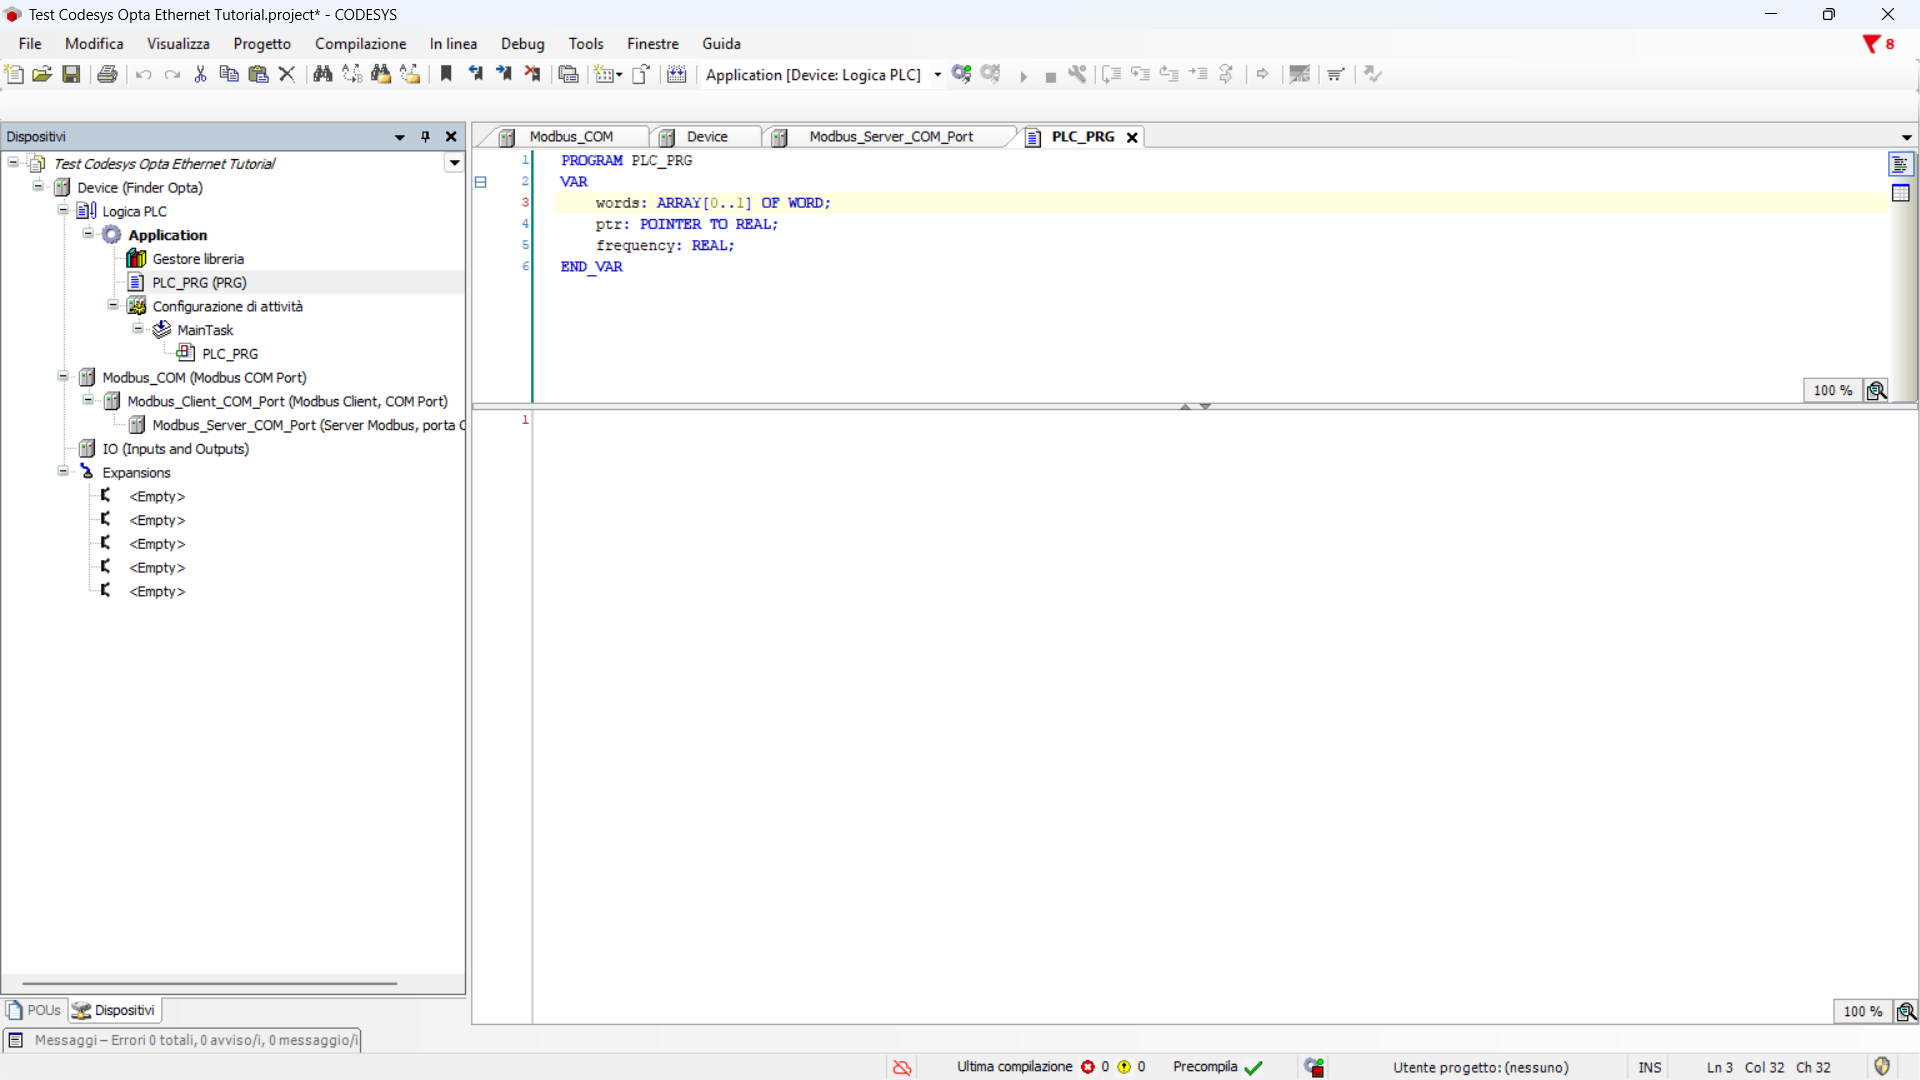 Test Codesys Opta Ethernet Tutorial.project* - CODESYS
File Modifica Visualizza Progetto Compilazione In linea Debug Tools Finestre Guida
8
Application [Device: Logica PLC]
Dispositivi
Test Codesys Opta Ethernet Tutorial
Device (Finder Opta)
Logica PLC
Application
Gestore libreria
PLC_PRG (PRG)
Configurazione di attività
MainTask
PLC_PRG
Modbus_COM (Modbus COM Port)
Modbus_Client_COM_Port (Modbus Client, COM Port)
Modbus_Server_COM_Port (Server Modbus, porta C
IO (Inputs and Outputs)
Expansions
<Empty>
<Empty>
<Empty>
<Empty>
<Empty>
POUs Dispositivi
Modbus_COM Device Modbus_Server_COM_Port PLC_PRG
1 PROGRAM PLC_PRG
2 VAR
3 words: ARRAY[0..1] OF WORD;
4 ptr: POINTER TO REAL;
5 frequency: REAL;
6 END_VAR
100 %
1
100 %
Messaggi – Errori 0 totali, 0 avviso/i, 0 messaggio/i
Ultima compilazione 0 0 Precompila Utente progetto: (nessuno) INS Ln 3 Col 32 Ch 32